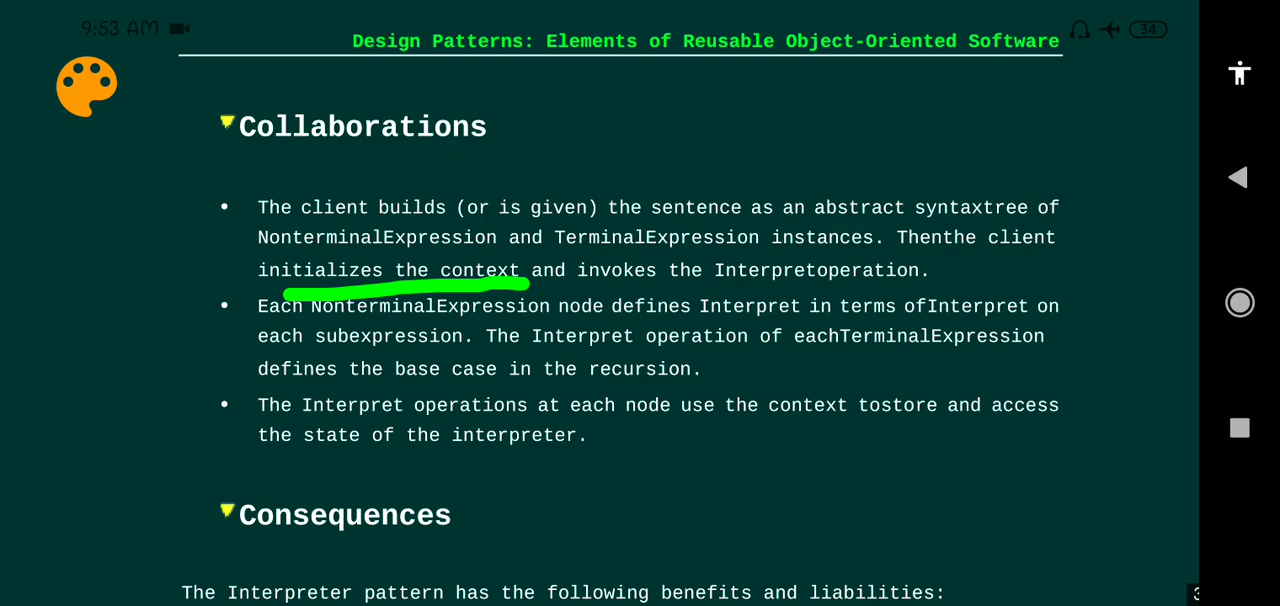 9:53 AM
34
Design Patterns: Elements of Reusable Object-Oriented Software
Collaborations
• The client builds (or is given) the sentence as an abstract syntaxtree of
NonterminalExpression and TerminalExpression instances. Thenthe client
initializes the context and invokes the Interpretoperation.
• Each NonterminalExpression node defines Interpret in terms ofInterpret on
each subexpression. The Interpret operation of eachTerminalExpression
defines the base case in the recursion.
• The Interpret operations at each node use the context tostore and access
the state of the interpreter.
Consequences
The Interpreter pattern has the following benefits and liabilities: